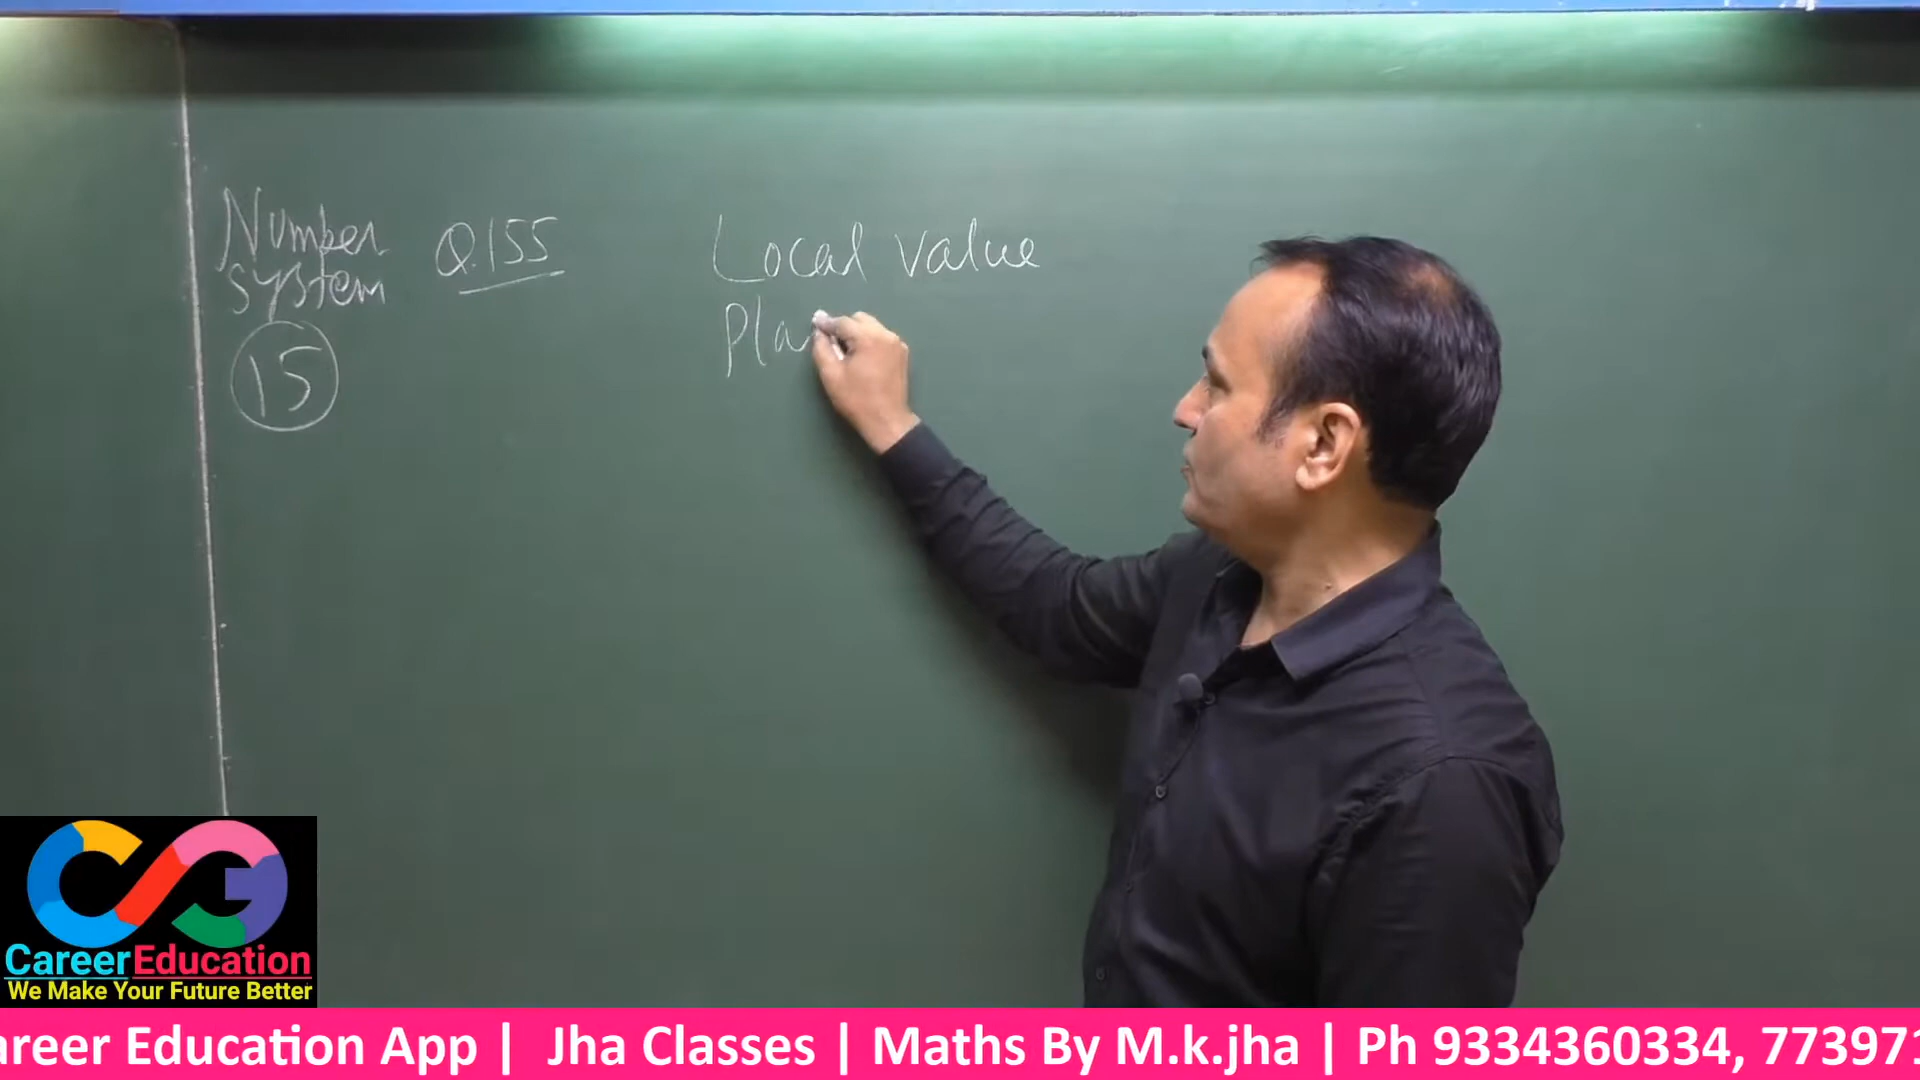 Number
system
Q.155
15
Local value
Pla
CareerEducation
We Make Your Future Better
areer Education App | Jha Classes | Maths By M.k.jha | Ph 9334360334, 773971